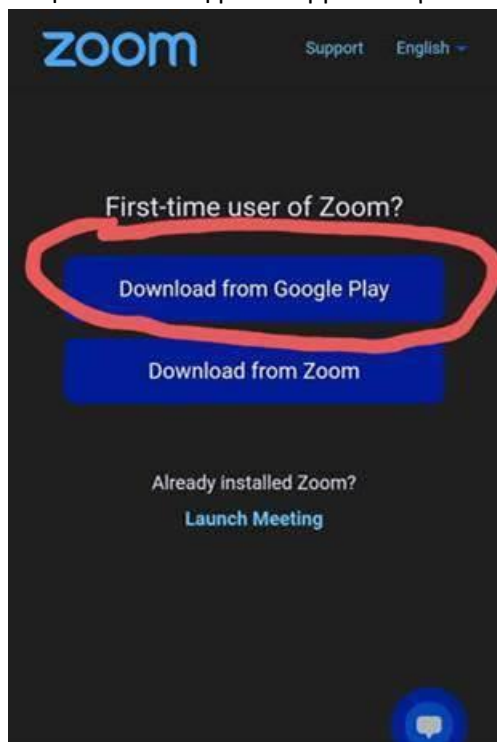 zoom
Support English
First-time user of Zoom?
Download from Google Play
Download from Zoom
Already installed Zoom?
Launch Meeting